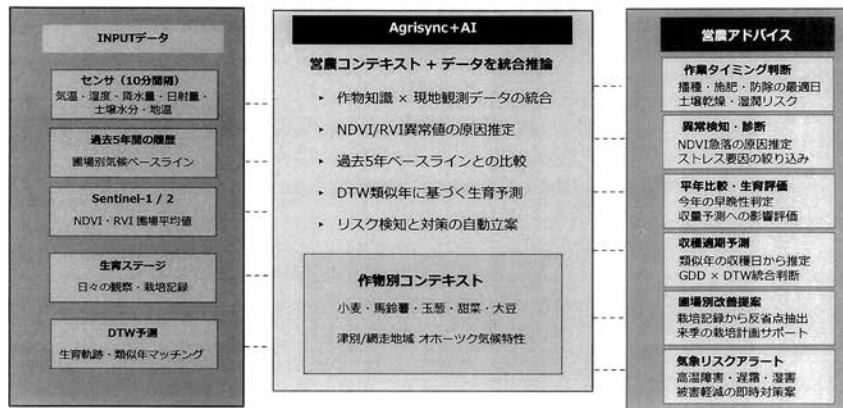 INPUTデータ
センサ（10分間隔）
気温・湿度・降水量・日射量・
土壌水分・地温
過去5年間の履歴
圃場別気候ベースライン
Sentinel-1 / 2
NDVI・RVI 圃場平均値
生育ステージ
日々の観察・栽培記録
DTW予測
生育軌跡・類似年マッチング
Agrisync+AI
営農コンテキスト + データを統合推論
▸ 作物知識 × 現地観測データの統合
▸ NDVI/RVI異常値の原因推定
▸ 過去5年ベースラインとの比較
▸ DTW類似年に基づく生育予測
▸ リスク検知と対策の自動立案
作物別コンテキスト
小麦・馬鈴薯・玉葱・甜菜・大豆
津別/網走地域 オホーツク気候特性
営農アドバイス
作業タイミング判断
播種・施肥・防除の最適日
土壌乾燥・湿潤リスク
異常検知・診断
NDVI急落の原因推定
ストレス要因の絞り込み
平年比較・生育評価
今年の早晩性判定
収量予測への影響評価
収穫適期予測
類似年の収穫日から推定
GDD × DTW統合判断
圃場別改善提案
栽培記録から反省点抽出
来季の栽培計画サポート
気象リスクアラート
高温障害・遅霜・湿害
被害軽減の即時対策案